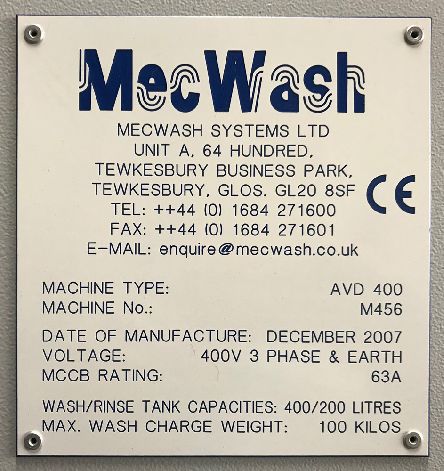 MecWash
MECWASH SYSTEMS LTD
UNIT A, 64 HUNDRED,
TEWKESBURY BUSINESS PARK,
TEWKESBURY, GLOS. GL20 8SF
CE
TEL: ++44 (0) 1684 271600
FAX: ++44 (0) 1684 271601
E-MAIL: enquire@mecwash.co.uk
MACHINE TYPE: AVD 400
MACHINE No.: M456
DATE OF MANUFACTURE: DECEMBER 2007
VOLTAGE: 400V 3 PHASE & EARTH
MCCB RATING: 63A
WASH/RINSE TANK CAPACITIES: 400/200 LITRES
MAX. WASH CHARGE WEIGHT: 100 KILOS